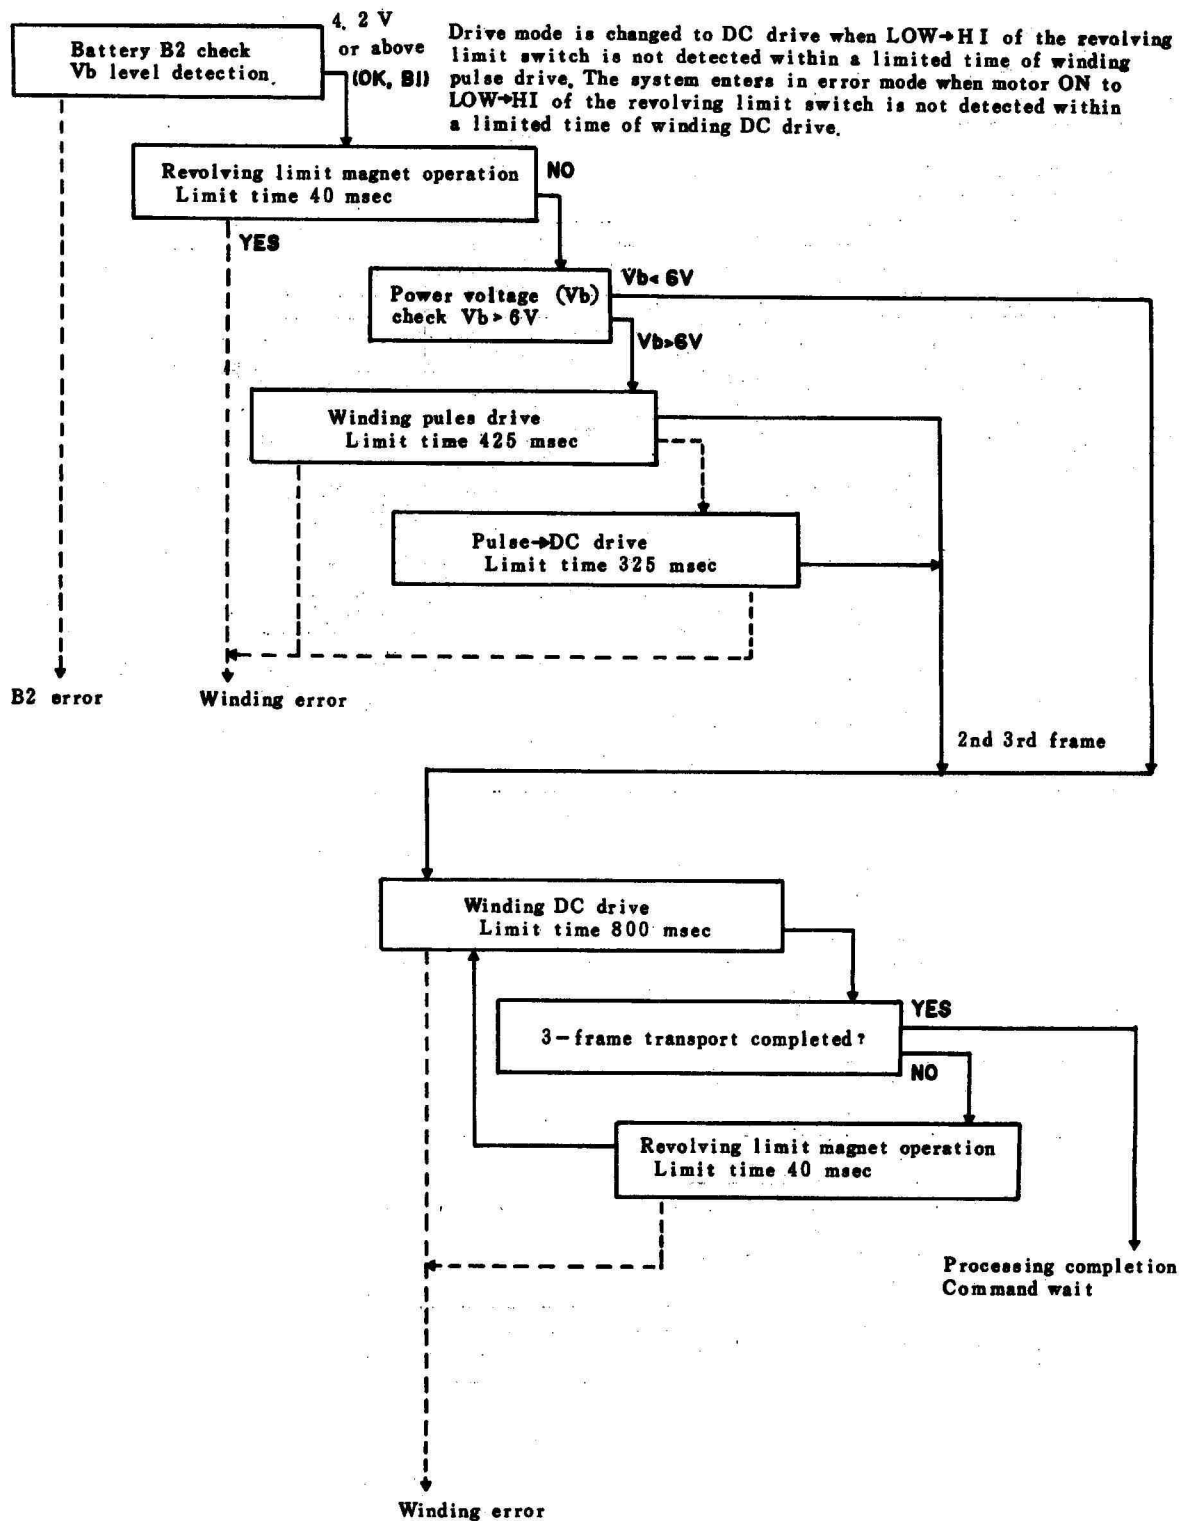 4. 2 V
or above
(OK, B!)
Battery B2 check
Vb level detection
Drive mode is changed to DC drive when LOW→HI of the revolving
limit switch is not detected within a limited time of winding
pulse drive. The system enters in error mode when motor ON to
LOW→HI of the revolving limit switch is not detected within
a limited time of winding DC drive.
Revolving limit magnet operation
Limit time 40 msec
NO
YES
Power voltage (Vb)
check Vb > 6V
Vb< 6V
Vb>6V
Winding pules drive
Limit time 425 msec
Pulse→DC drive
Limit time 325 msec
B2 error
Winding error
2nd 3rd frame
Winding DC drive
Limit time 800 msec
3-frame transport completed?
YES
NO
Revolving limit magnet operation
Limit time 40 msec
Processing completion
Command wait
Winding error